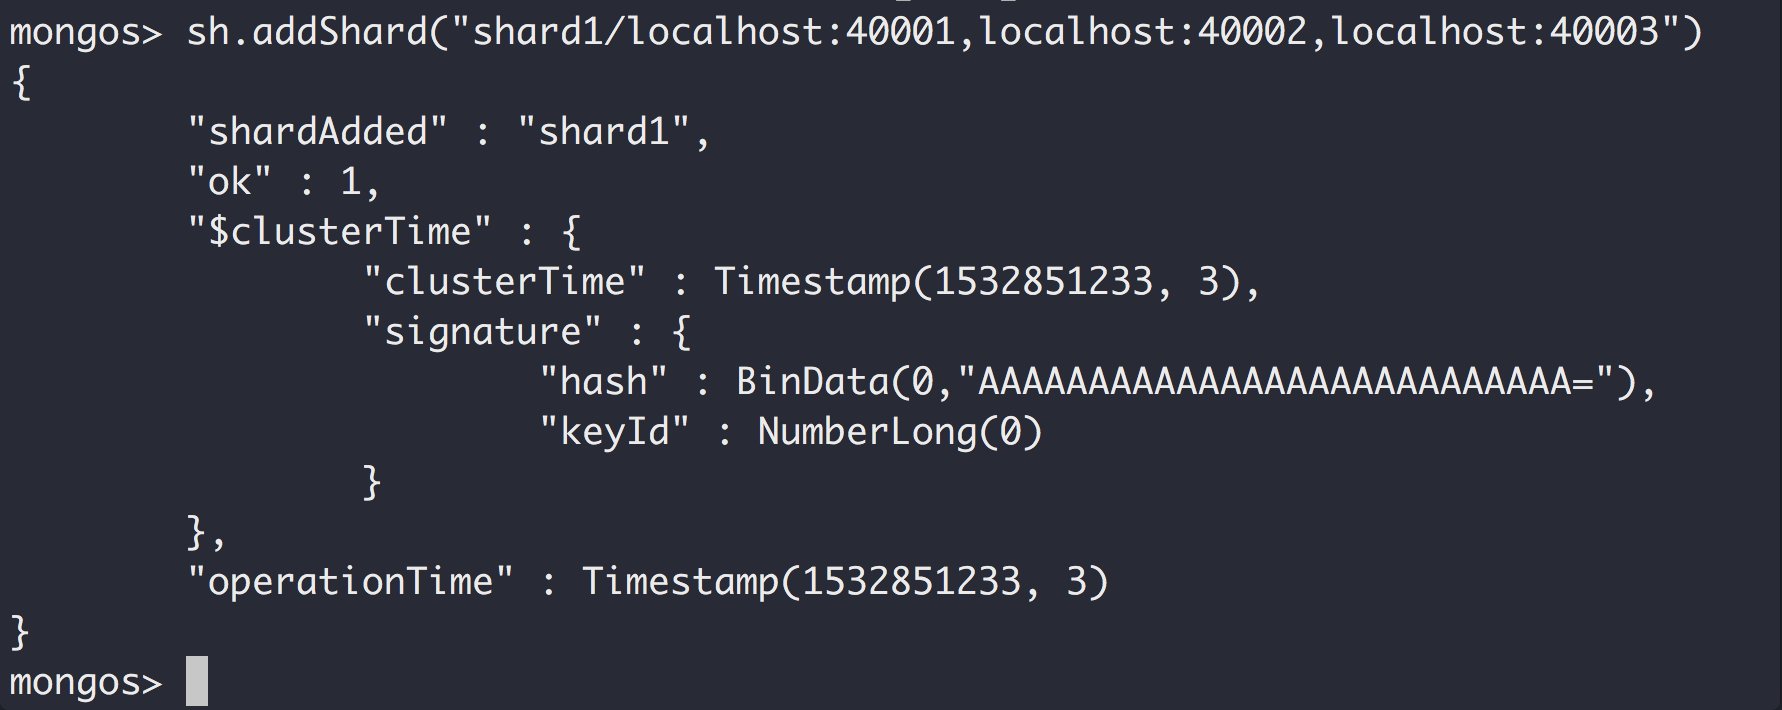 mongos> sh.addShard("shard1/localhost:40001,localhost:40002,localhost:40003")
{
        "shardAdded" : "shard1",
        "ok" : 1,
        "$clusterTime" : {
                "clusterTime" : Timestamp(1532851233, 3),
                "signature" : {
                        "hash" : BinData(0,"AAAAAAAAAAAAAAAAAAAAAAAAAAA="),
                        "keyId" : NumberLong(0)
                }
        },
        "operationTime" : Timestamp(1532851233, 3)
}
mongos>